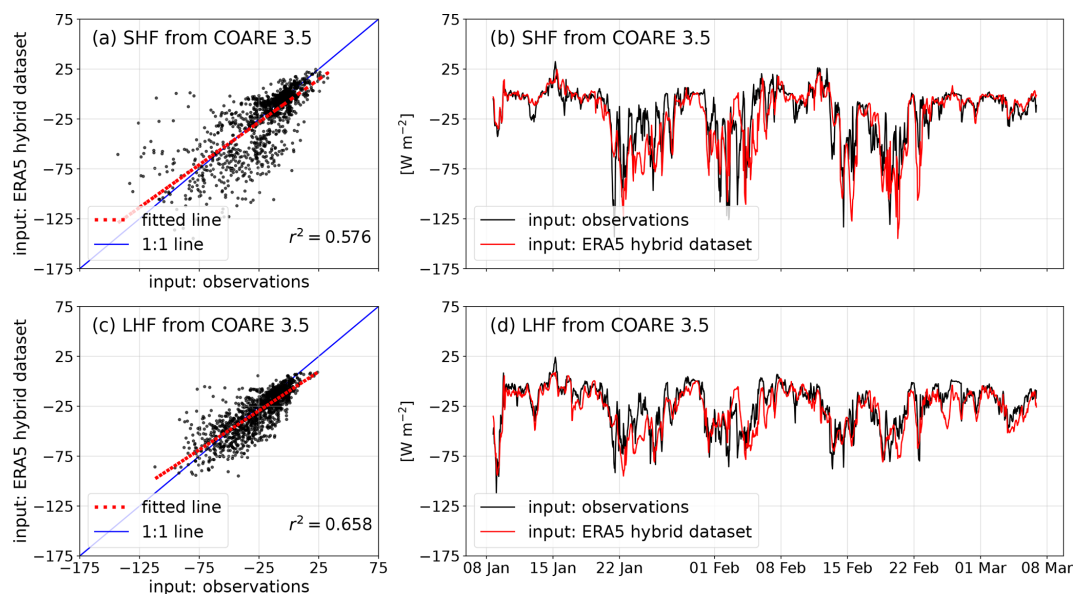 75
25
−25
−75
−125
−175
input: ERA5 hybrid dataset
(a) SHF from COARE 3.5
fitted line
1:1 line
r² = 0.576
input: observations
75
25
−25
−75
−125
−175
[W m⁻²]
(b) SHF from COARE 3.5
input: observations
input: ERA5 hybrid dataset
75
25
−25
−75
−125
−175
input: ERA5 hybrid dataset
(c) LHF from COARE 3.5
fitted line
1:1 line
r² = 0.658
−175 −125 −75 −25 25 75
input: observations
75
25
−25
−75
−125
−175
[W m⁻²]
(d) LHF from COARE 3.5
input: observations
input: ERA5 hybrid dataset
08 Jan 15 Jan 22 Jan 01 Feb 08 Feb 15 Feb 22 Feb 01 Mar 08 Mar